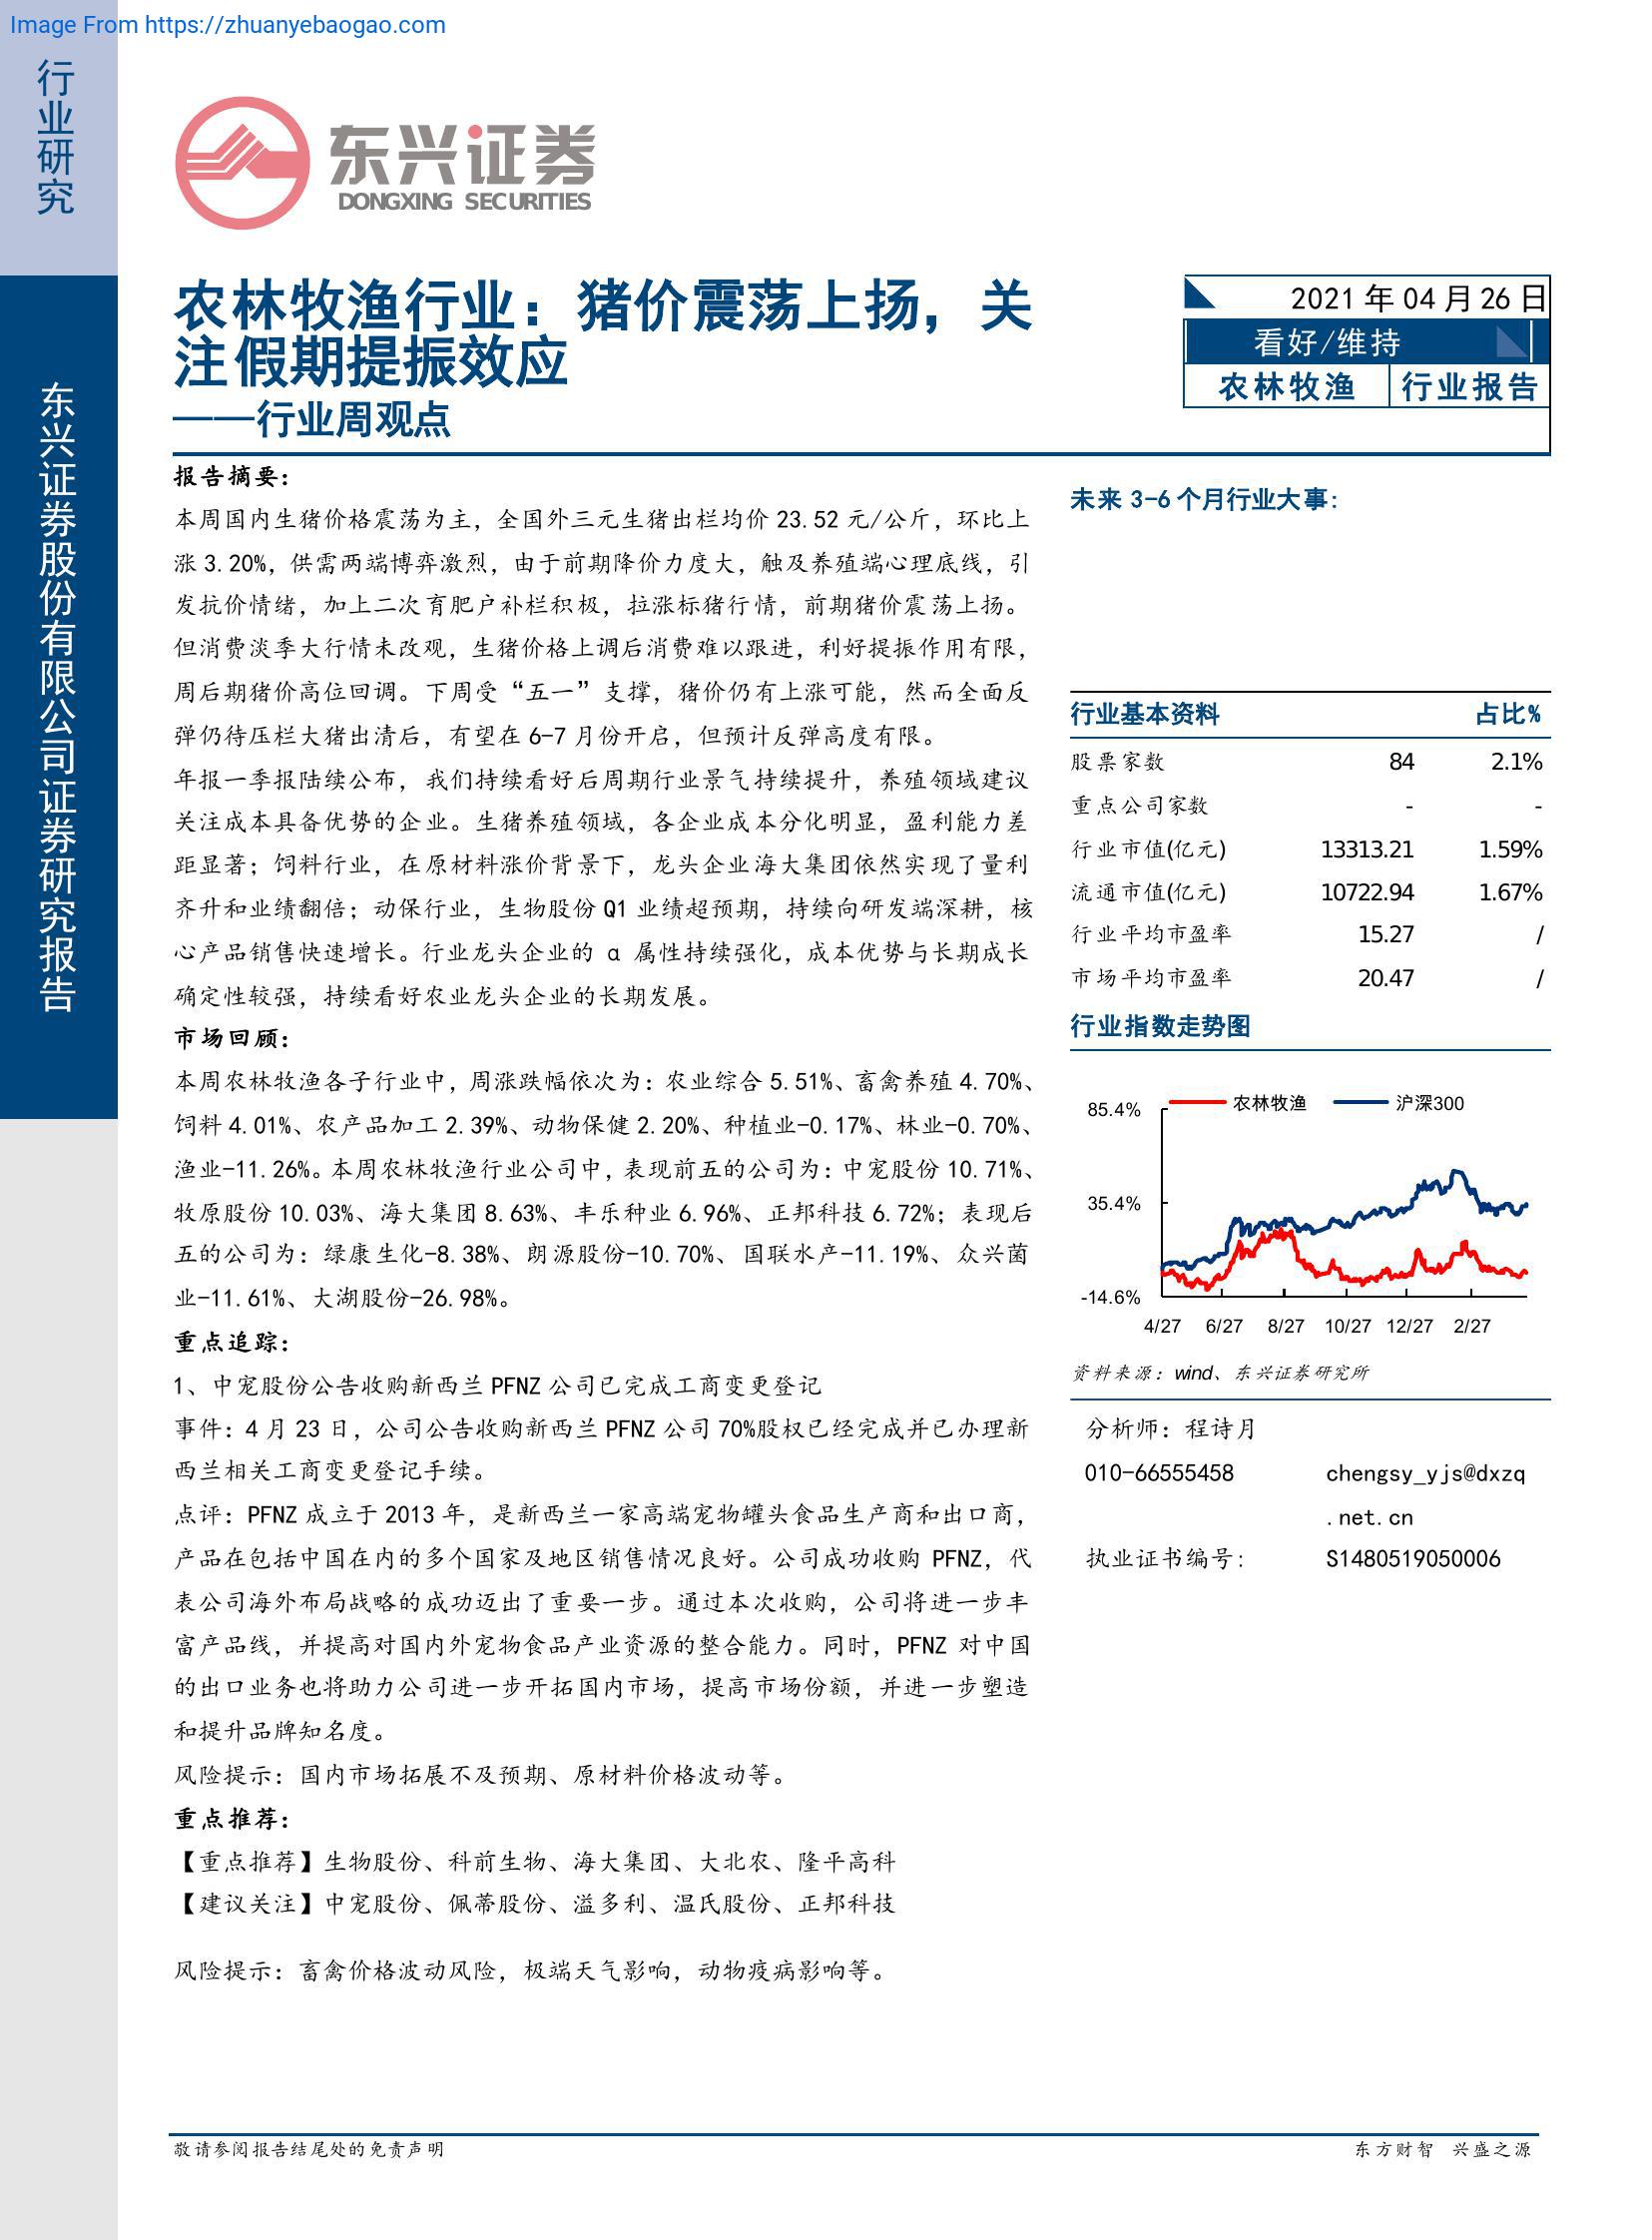 Image From https://zhuanyebaogao.com
行业研究
东兴证券股份有限公司证券研究报告
东兴证券
DONGXING SECURITIES
农林牧渔行业：猪价震荡上扬，关
注假期提振效应
——行业周观点
2021 年 04 月 26 日
看好/维持
农林牧渔 行业报告
报告摘要：
本周国内生猪价格震荡为主，全国外三元生猪出栏均价 23.52 元/公斤，环比上
涨 3.20%，供需两端博弈激烈，由于前期降价力度大，触及养殖端心理底线，引
发抗价情绪，加上二次育肥户补栏积极，拉涨标猪行情，前期猪价震荡上扬。
但消费淡季大行情未改观，生猪价格上调后消费难以跟进，利好提振作用有限，
周后期猪价高位回调。下周受“五一”支撑，猪价仍有上涨可能，然而全面反
弹仍待压栏大猪出清后，有望在 6-7 月份开启，但预计反弹高度有限。
年报一季报陆续公布，我们持续看好后周期行业景气持续提升，养殖领域建议
关注成本具备优势的企业。生猪养殖领域，各企业成本分化明显，盈利能力差
距显著；饲料行业，在原材料涨价背景下，龙头企业海大集团依然实现了量利
齐升和业绩翻倍；动保行业，生物股份 Q1 业绩超预期，持续向研发端深耕，核
心产品销售快速增长。行业龙头企业的 α 属性持续强化，成本优势与长期成长
确定性较强，持续看好农业龙头企业的长期发展。
市场回顾：
本周农林牧渔各子行业中，周涨跌幅依次为：农业综合 5.51%、畜禽养殖 4.70%、
饲料 4.01%、农产品加工 2.39%、动物保健 2.20%、种植业-0.17%、林业-0.70%、
渔业-11.26%。本周农林牧渔行业公司中，表现前五的公司为：中宠股份 10.71%、
牧原股份 10.03%、海大集团 8.63%、丰乐种业 6.96%、正邦科技 6.72%；表现后
五的公司为：绿康生化-8.38%、朗源股份-10.70%、国联水产-11.19%、众兴菌
业-11.61%、大湖股份-26.98%。
重点追踪：
1、中宠股份公告收购新西兰 PFNZ 公司已完成工商变更登记
事件：4 月 23 日，公司公告收购新西兰 PFNZ 公司 70%股权已经完成并已办理新
西兰相关工商变更登记手续。
点评：PFNZ 成立于 2013 年，是新西兰一家高端宠物罐头食品生产商和出口商，
产品在包括中国在内的多个国家及地区销售情况良好。公司成功收购 PFNZ，代
表公司海外布局战略的成功迈出了重要一步。通过本次收购，公司将进一步丰
富产品线，并提高对国内外宠物食品产业资源的整合能力。同时，PFNZ 对中国
的出口业务也将助力公司进一步开拓国内市场，提高市场份额，并进一步塑造
和提升品牌知名度。
风险提示：国内市场拓展不及预期、原材料价格波动等。
重点推荐：
【重点推荐】生物股份、科前生物、海大集团、大北农、隆平高科
【建议关注】中宠股份、佩蒂股份、溢多利、温氏股份、正邦科技
风险提示：畜禽价格波动风险，极端天气影响，动物疫病影响等。
未来 3-6 个月行业大事：
行业基本资料 占比%
股票家数 84 2.1%
重点公司家数 - -
行业市值(亿元) 13313.21 1.59%
流通市值(亿元) 10722.94 1.67%
行业平均市盈率 15.27 /
市场平均市盈率 20.47 /
行业指数走势图
农林牧渔 沪深300
85.4%
35.4%
-14.6%
4/27 6/27 8/27 10/27 12/27 2/27
资料来源：wind、东兴证券研究所
分析师：程诗月
010-66555458 chengsy_yjs@dxzq
.net.cn
执业证书编号： S1480519050006
敬请参阅报告结尾处的免责声明 东方财智 兴盛之源